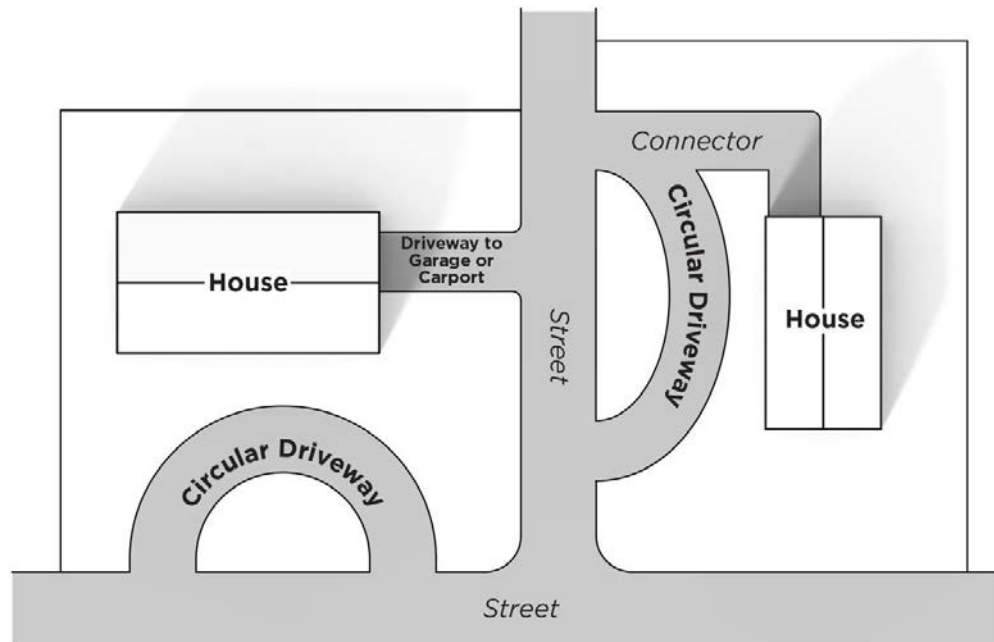 Connector
Driveway to
Garage or
Carport
House
Circular Driveway
House
Street
Circular Driveway
Street